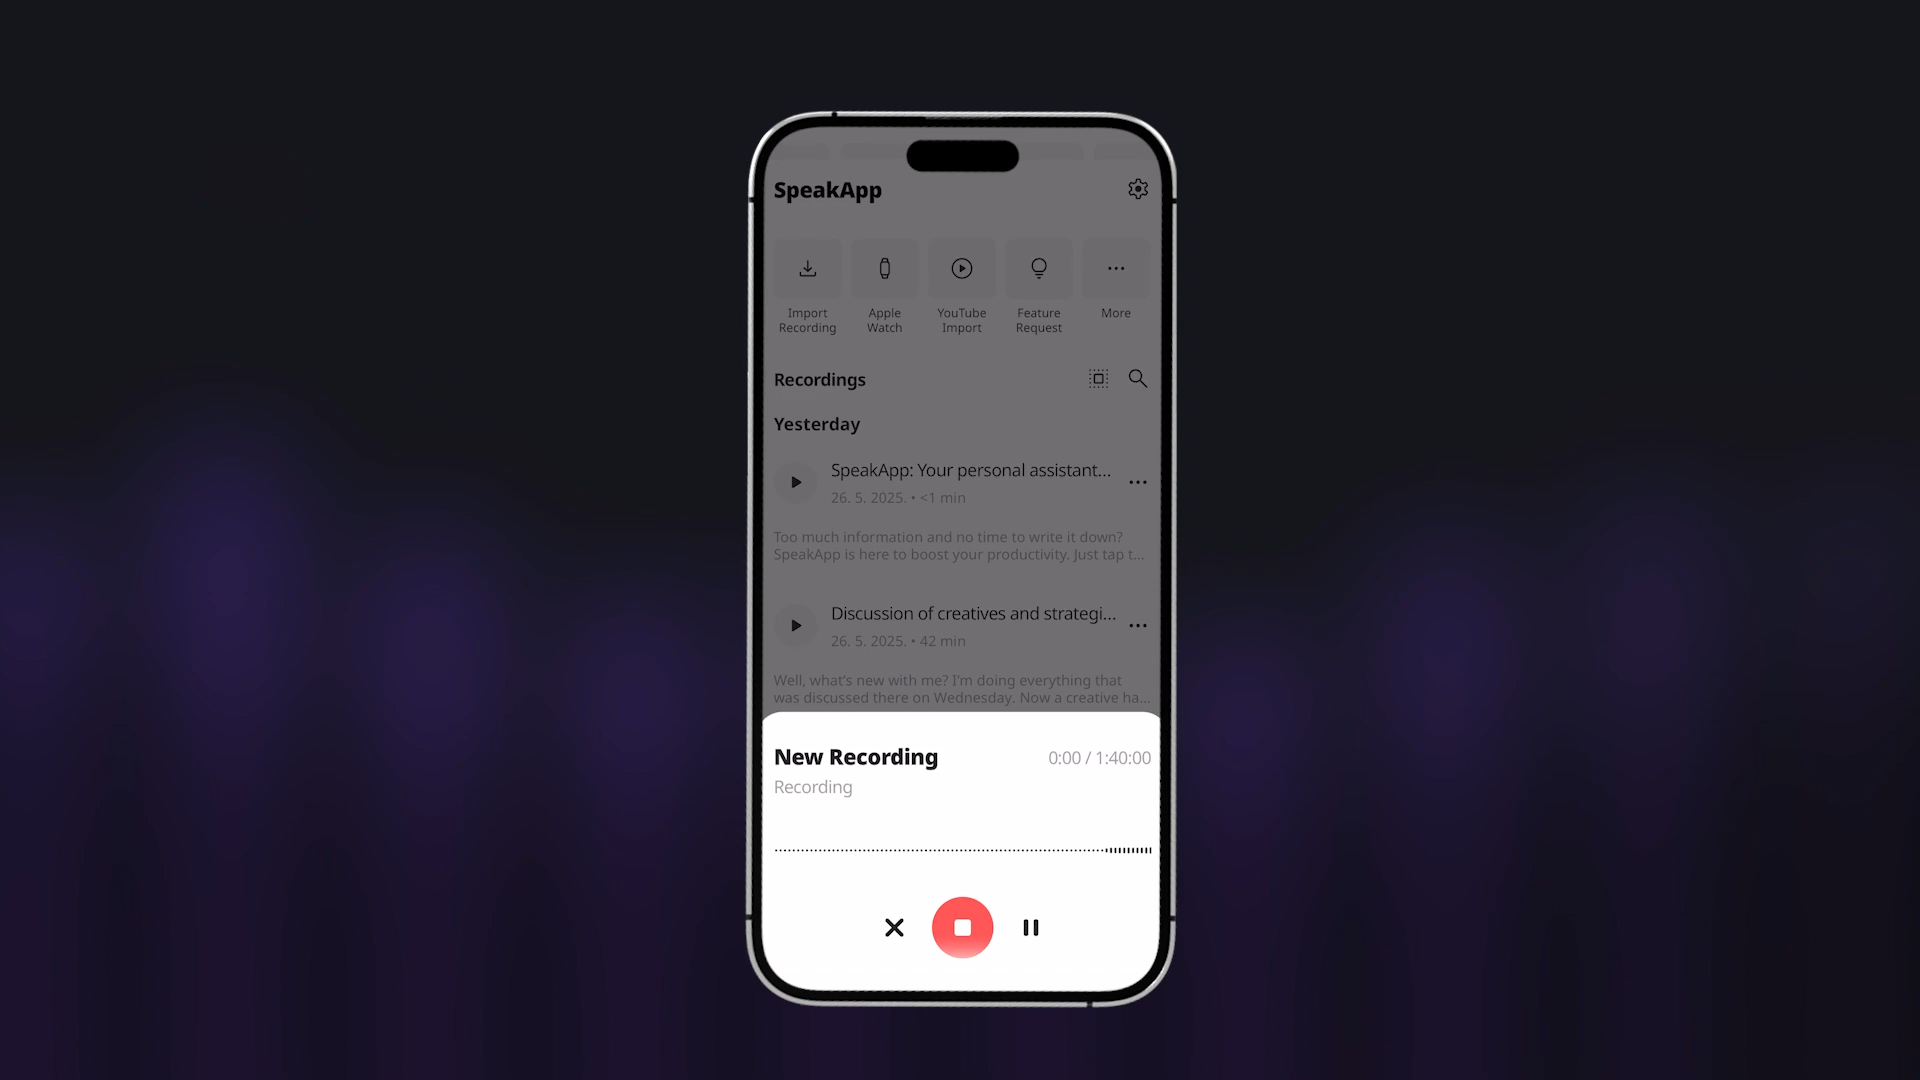 SpeakApp
Import
Recording
Apple
Watch
YouTube
Import
Feature
Request
More
Recordings
Yesterday
SpeakApp: Your personal assistant...
26. 5. 2025. • <1 min
Too much information and no time to write it down?
SpeakApp is here to boost your productivity. Just tap t...
Discussion of creatives and strategi...
26. 5. 2025. • 42 min
Well, what's new with me? I'm doing everything that
was discussed there on Wednesday. Now a creative ha...
New Recording
0:00 / 1:40:00
Recording